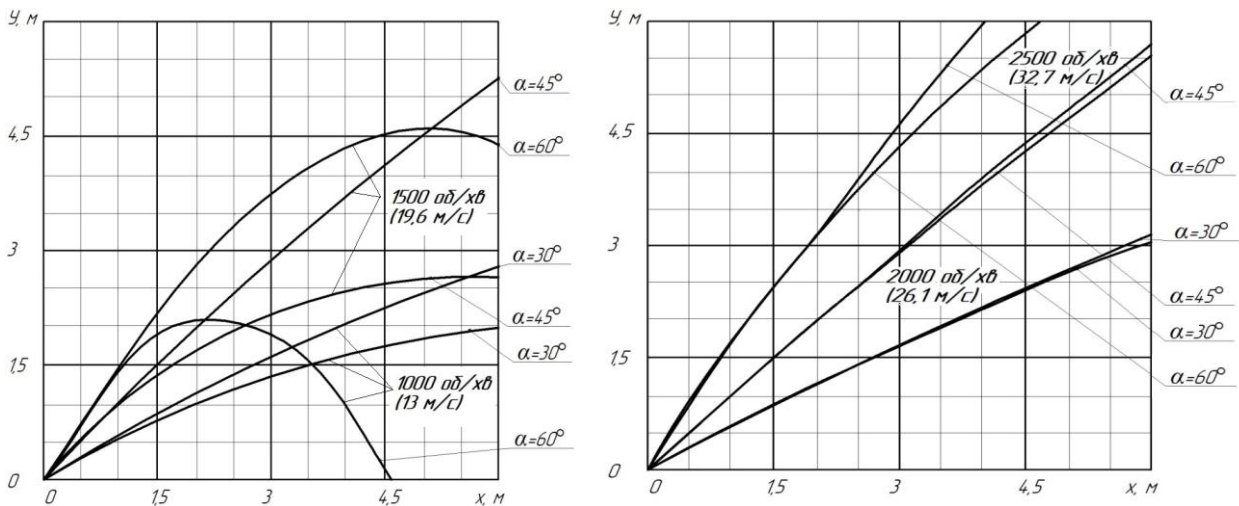 y, м
6
4,5
3
1,5
0
0
1,5
3
4,5
x, м
α=45°
α=60°
1500 об/хв
(19,6 м/с)
α=30°
α=45°
α=30°
1000 об/хв
(13 м/с)
α=60°
y, м
6
4,5
3
1,5
0
0
1,5
3
4,5
x, м
2500 об/хв
(32,7 м/с)
α=45°
α=60°
α=30°
2000 об/хв
(26,1 м/с)
α=45°
α=30°
α=60°